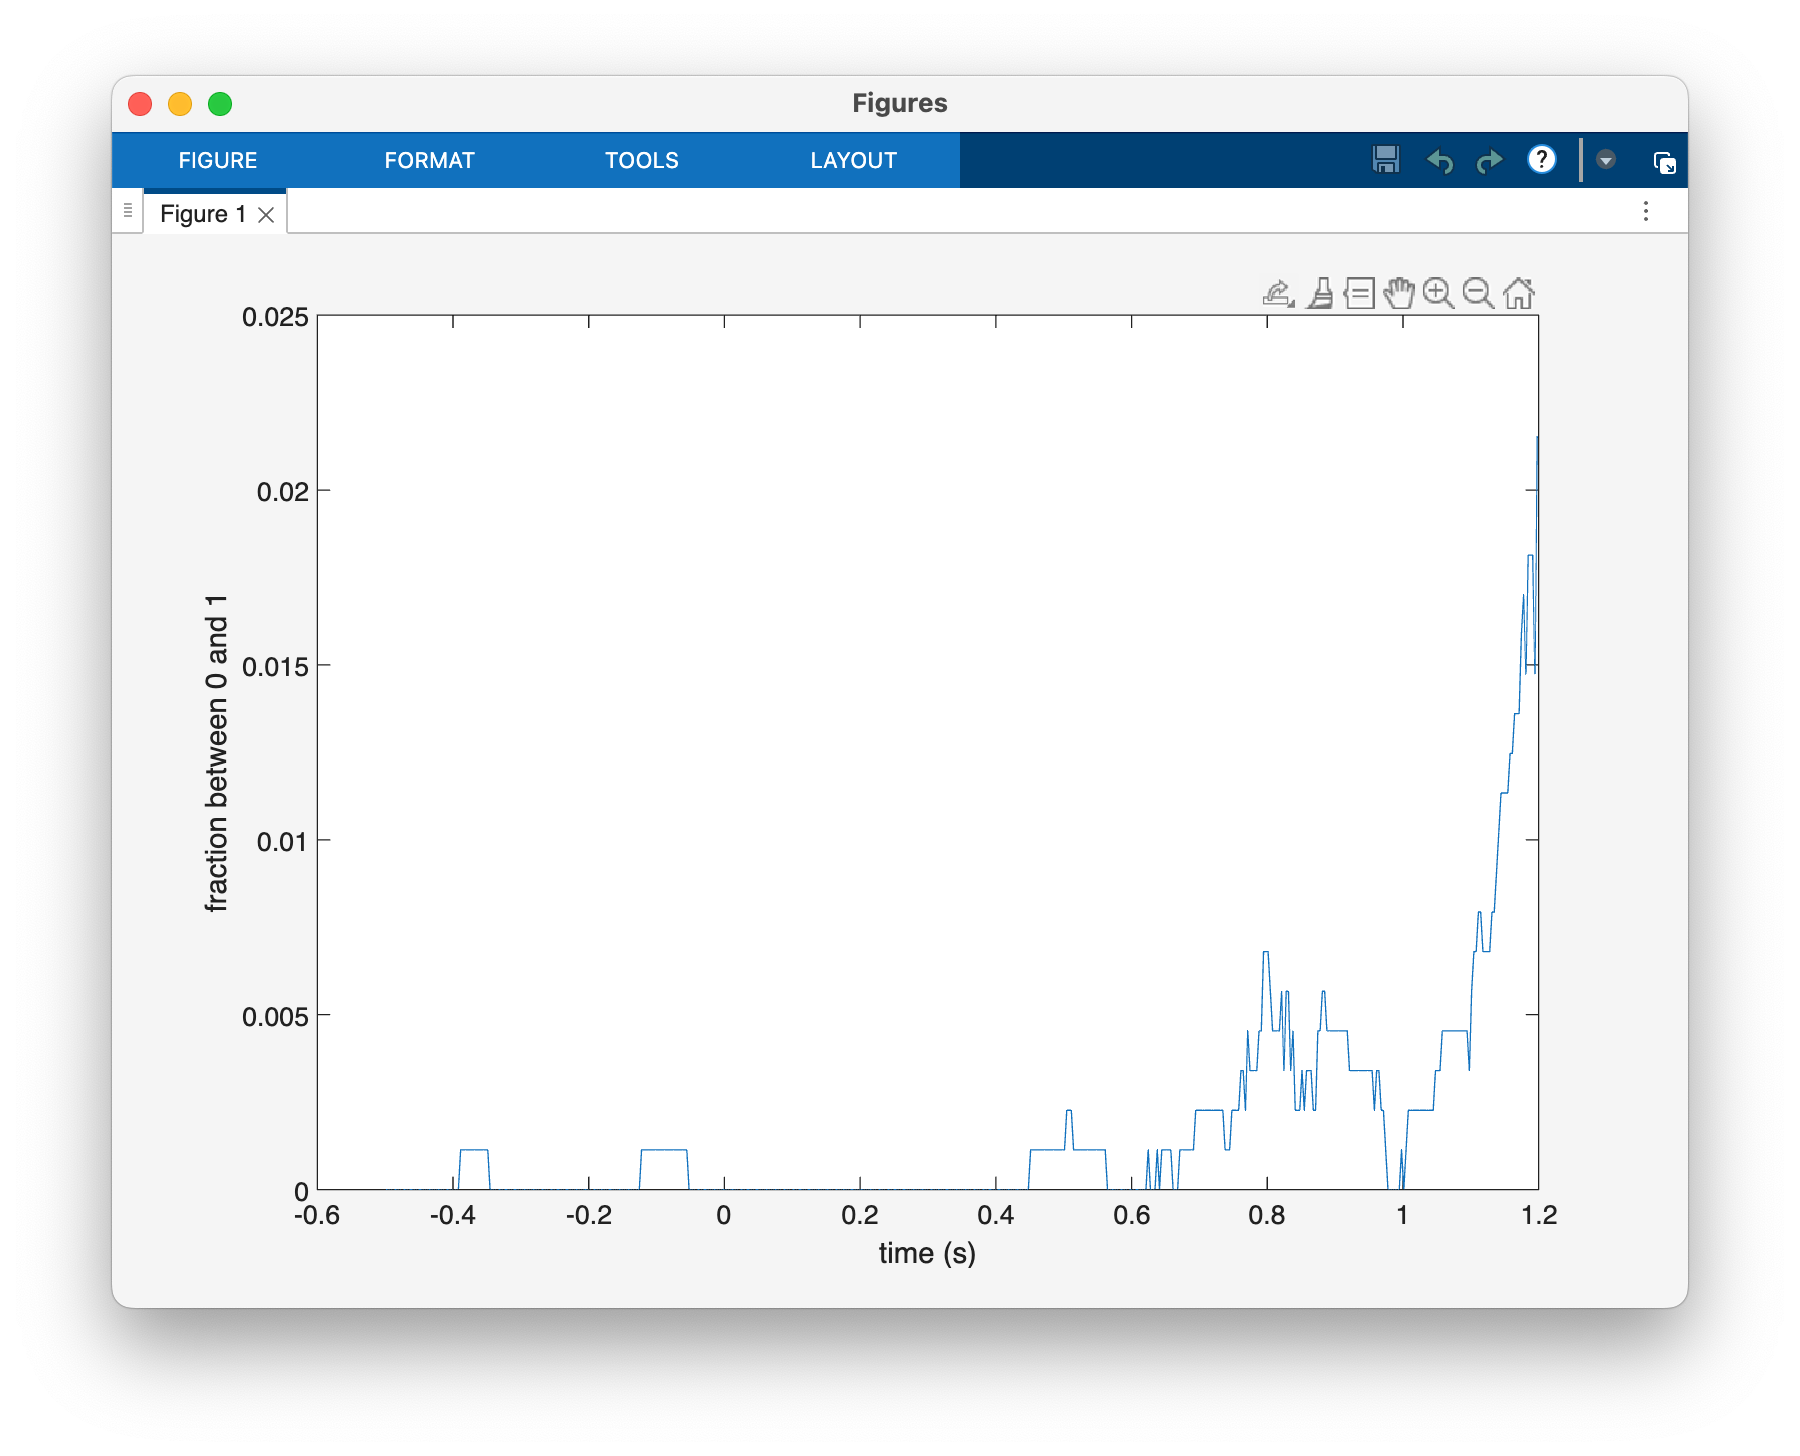 Figures
FIGURE FORMAT TOOLS LAYOUT ?
Figure 1
0.025
0.02
0.015
0.01
0.005
0
fraction between 0 and 1
-0.6 -0.4 -0.2 0 0.2 0.4 0.6 0.8 1 1.2
time (s)